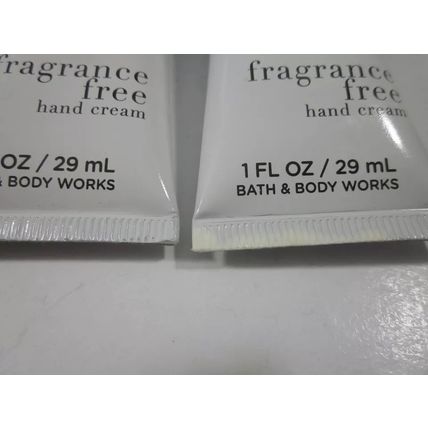 fragrance
free
hand cream
OZ / 29 mL
& BODY WORKS
fragrance
free
hand cream
1 FL OZ / 29 mL
BATH & BODY WORKS